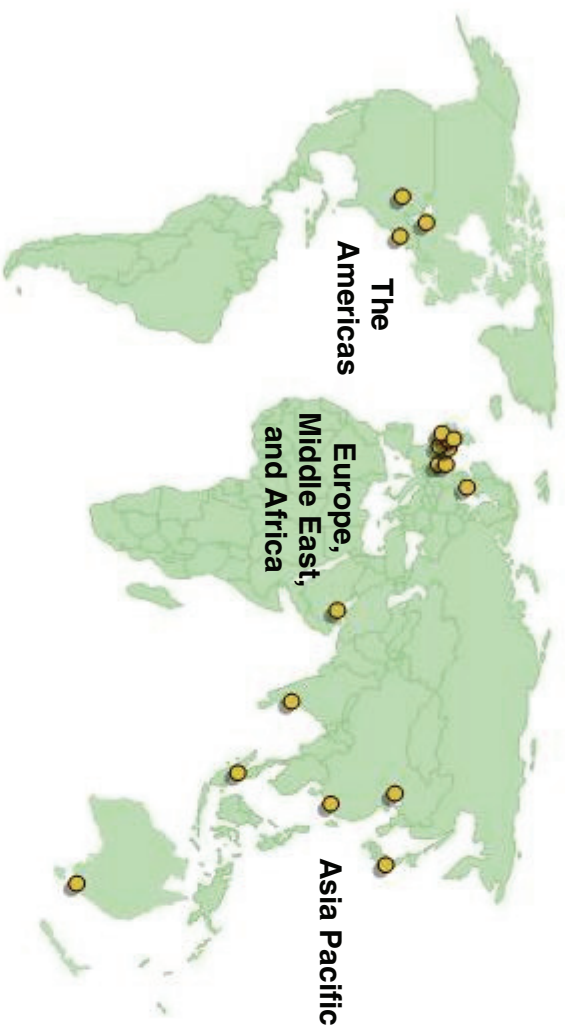 The
Americas
Europe,
Middle East,
and Africa
Asia Pacific